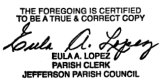 THE FOREGOING IS CERTIFIED
TO BE A TRUE & CORRECT COPY
Eula A. Lopez
EULA A. LOPEZ
PARISH CLERK
JEFFERSON PARISH COUNCIL